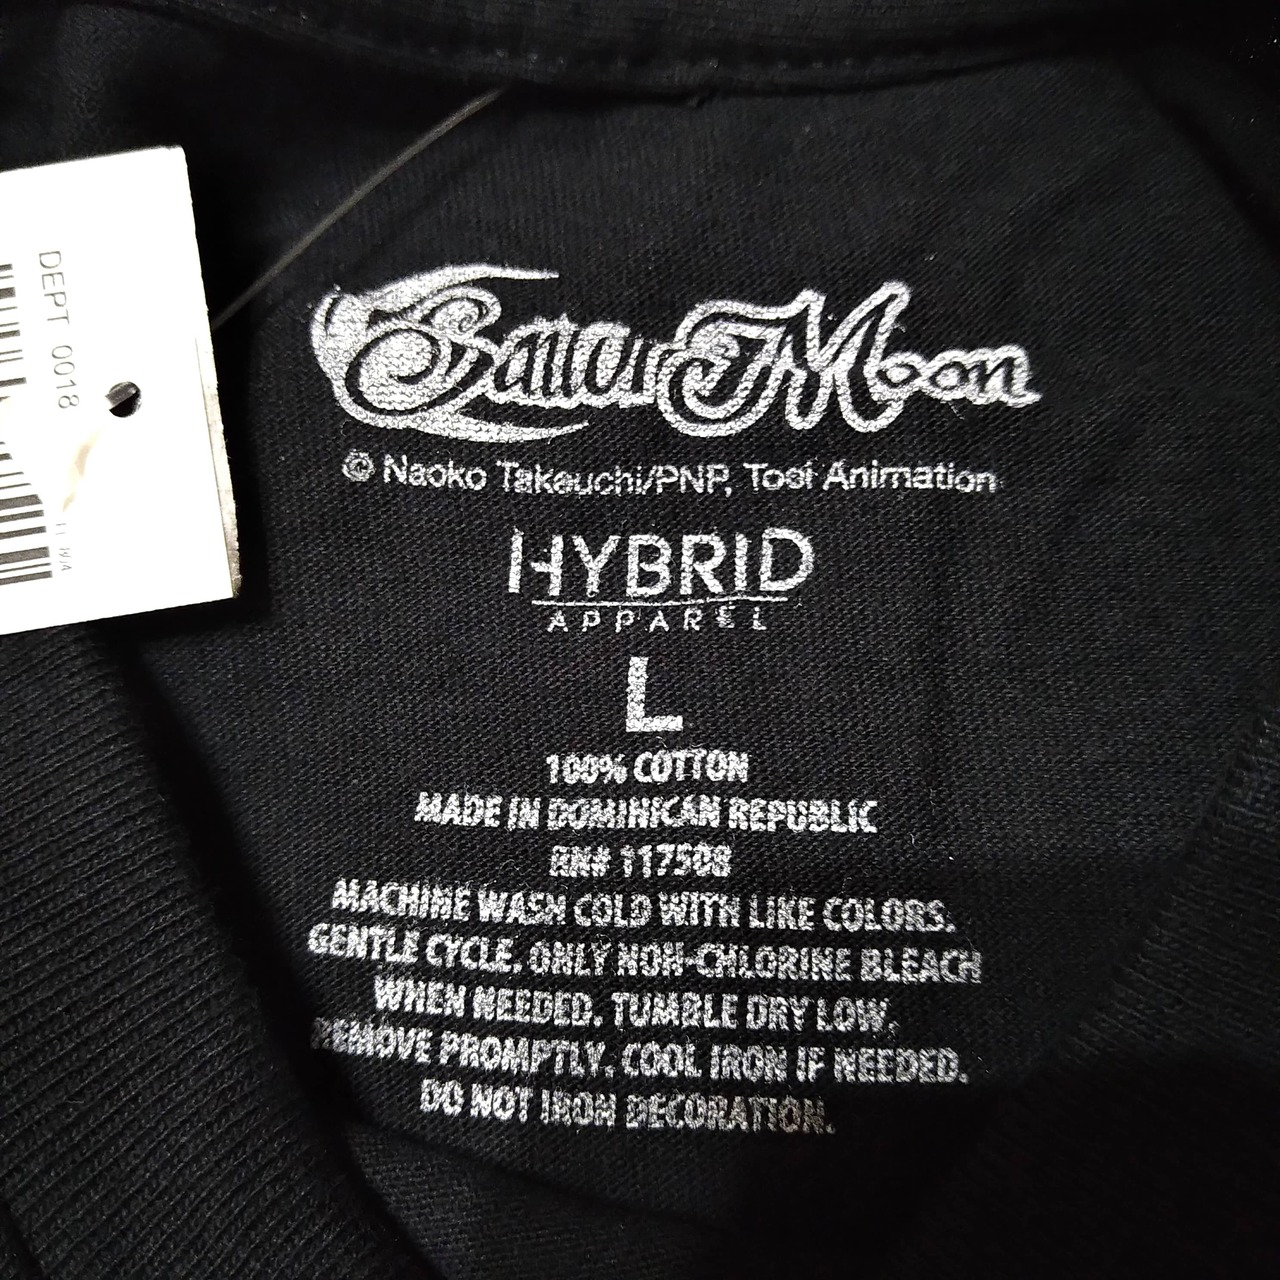 DEPT 0018
Sailor Moon
© Naoko Takeuchi/PNP, Toei Animation
HYBRID
APPAREL
L
100% COTTON
MADE IN DOMINICAN REPUBLIC
RN# 117508
MACHINE WASH COLD WITH LIKE COLORS.
GENTLE CYCLE. ONLY NON-CHLORINE BLEACH
WHEN NEEDED. TUMBLE DRY LOW.
REMOVE PROMPTLY. COOL IRON IF NEEDED.
DO NOT IRON DECORATION.